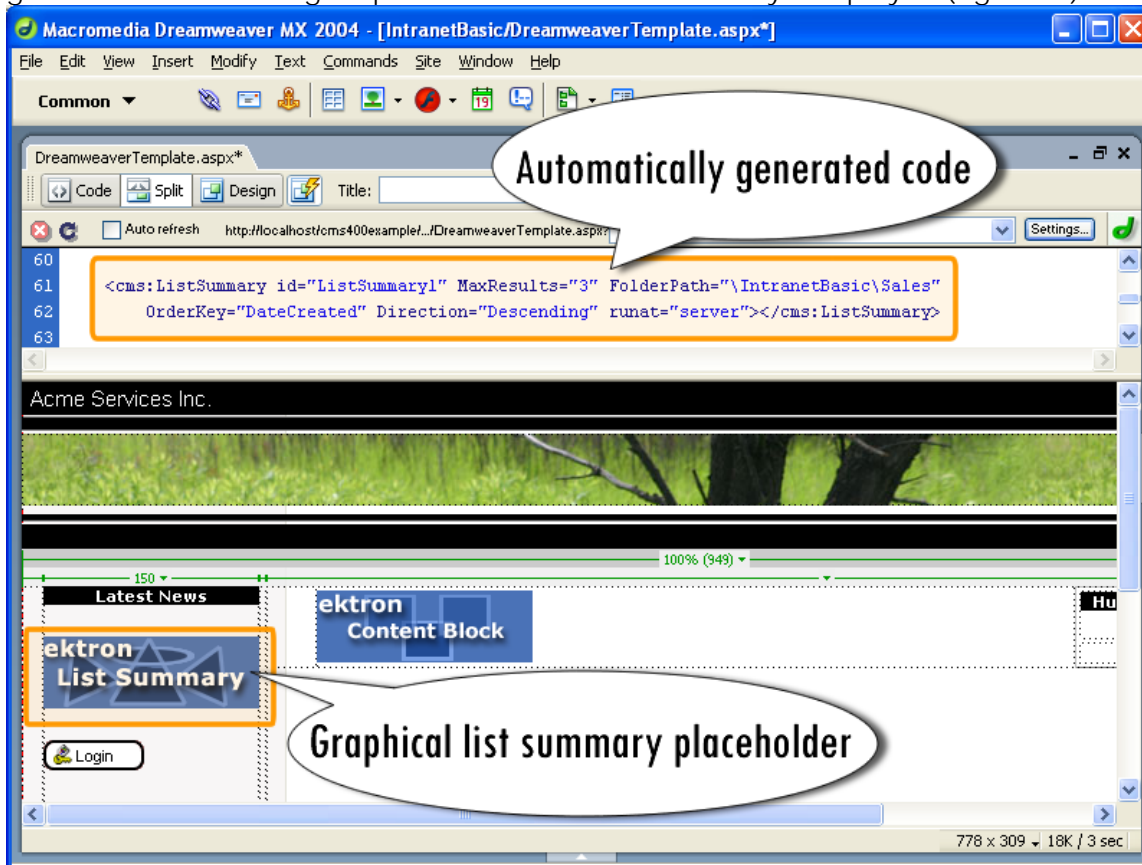 Macromedia Dreamweaver MX 2004 - [IntranetBasic/DreamweaverTemplate.aspx*]
File Edit View Insert Modify Text Commands Site Window Help
Common
19
Automatically generated code
DreamweaverTemplate.aspx*
Code Split Design Title:
Auto refresh http://localhost/cms400example/.../DreamweaverTemplate.aspx? Settings...
60
61 <cms:ListSummary id="ListSummary1" MaxResults="3" FolderPath="\IntranetBasic\Sales"
62 OrderKey="DateCreated" Direction="Descending" runat="server"></cms:ListSummary>
63
Acme Services Inc.
100% (949)
150
Latest News
ektron
Content Block
Hu
ektron
List Summary
Graphical list summary placeholder
Login
778 x 309 18K / 3 sec